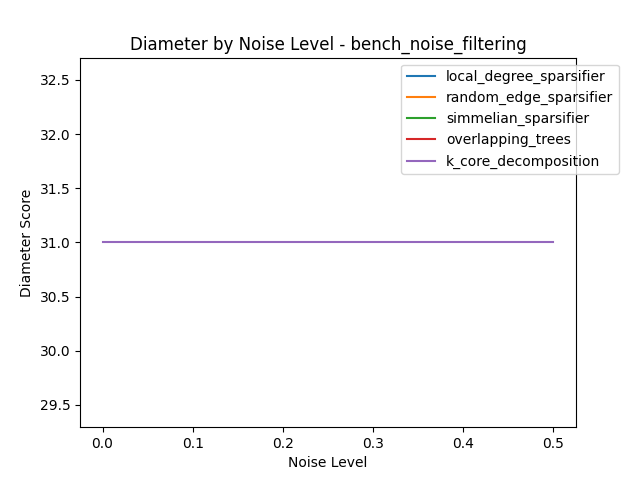 Diameter by Noise Level - bench_noise_filtering
local_degree_sparsifier
random_edge_sparsifier
simmelian_sparsifier
overlapping_trees
k_core_decomposition
Diameter Score
32.5
32.0
31.5
31.0
30.5
30.0
29.5
0.0 0.1 0.2 0.3 0.4 0.5
Noise Level